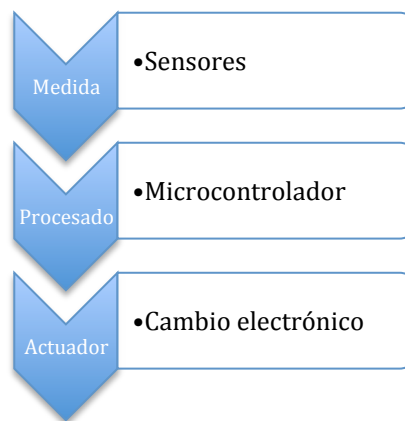 Medida
•Sensores
Procesado
•Microcontrolador
Actuador
•Cambio electrónico